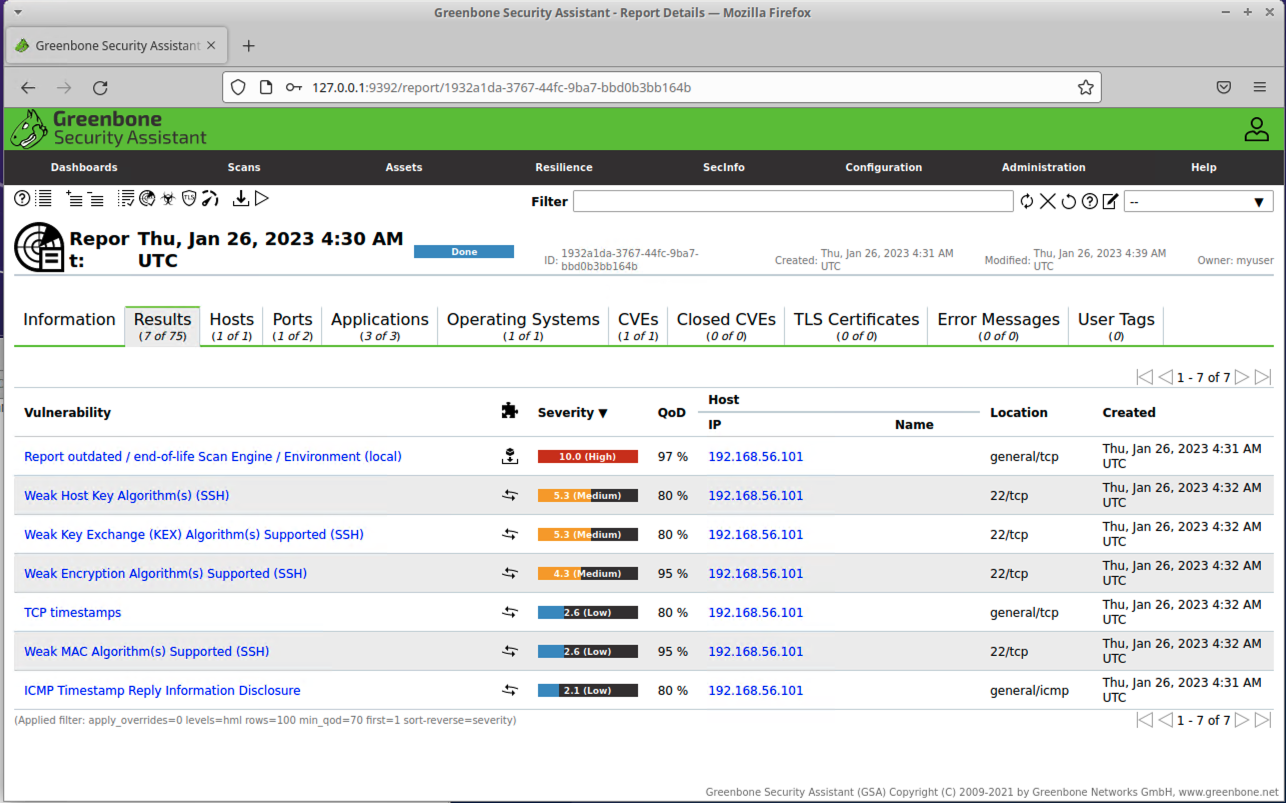 Greenbone Security Assistant - Report Details — Mozilla Firefox
Greenbone Security Assistant
127.0.0.1:9392/report/1932a1da-3767-44fc-9ba7-bbd0b3bb164b
Greenbone
Security Assistant
Dashboards Scans Assets Resilience SecInfo Configuration Administration Help
TLS
Filter --
Repor
t:
Thu, Jan 26, 2023 4:30 AM
UTC
Done
ID: 1932a1da-3767-44fc-9ba7-
bbd0b3bb164b
Created: Thu, Jan 26, 2023 4:31 AM
UTC
Modified: Thu, Jan 26, 2023 4:39 AM
UTC
Owner: myuser
Information Results Hosts Ports Applications Operating Systems CVEs Closed CVEs TLS Certificates Error Messages User Tags
(7 of 75) (1 of 1) (1 of 2) (3 of 3) (1 of 1) (1 of 1) (0 of 0) (0 of 0) (0 of 0) (0)
1 - 7 of 7
Vulnerability Severity ▼ QoD Host Location Created
IP Name
Report outdated / end-of-life Scan Engine / Environment (local) 10.0 (High) 97 % 192.168.56.101 general/tcp Thu, Jan 26, 2023 4:31 AM
UTC
Weak Host Key Algorithm(s) (SSH) 5.3 (Medium) 80 % 192.168.56.101 22/tcp Thu, Jan 26, 2023 4:32 AM
UTC
Weak Key Exchange (KEX) Algorithm(s) Supported (SSH) 5.3 (Medium) 80 % 192.168.56.101 22/tcp Thu, Jan 26, 2023 4:32 AM
UTC
Weak Encryption Algorithm(s) Supported (SSH) 4.3 (Medium) 95 % 192.168.56.101 22/tcp Thu, Jan 26, 2023 4:32 AM
UTC
TCP timestamps 2.6 (Low) 80 % 192.168.56.101 general/tcp Thu, Jan 26, 2023 4:32 AM
UTC
Weak MAC Algorithm(s) Supported (SSH) 2.6 (Low) 95 % 192.168.56.101 22/tcp Thu, Jan 26, 2023 4:32 AM
UTC
ICMP Timestamp Reply Information Disclosure 2.1 (Low) 80 % 192.168.56.101 general/icmp Thu, Jan 26, 2023 4:31 AM
UTC
(Applied filter: apply_overrides=0 levels=hml rows=100 min_qod=70 first=1 sort-reverse=severity)
1 - 7 of 7
Greenbone Security Assistant (GSA) Copyright (C) 2009-2021 by Greenbone Networks GmbH, www.greenbone.net